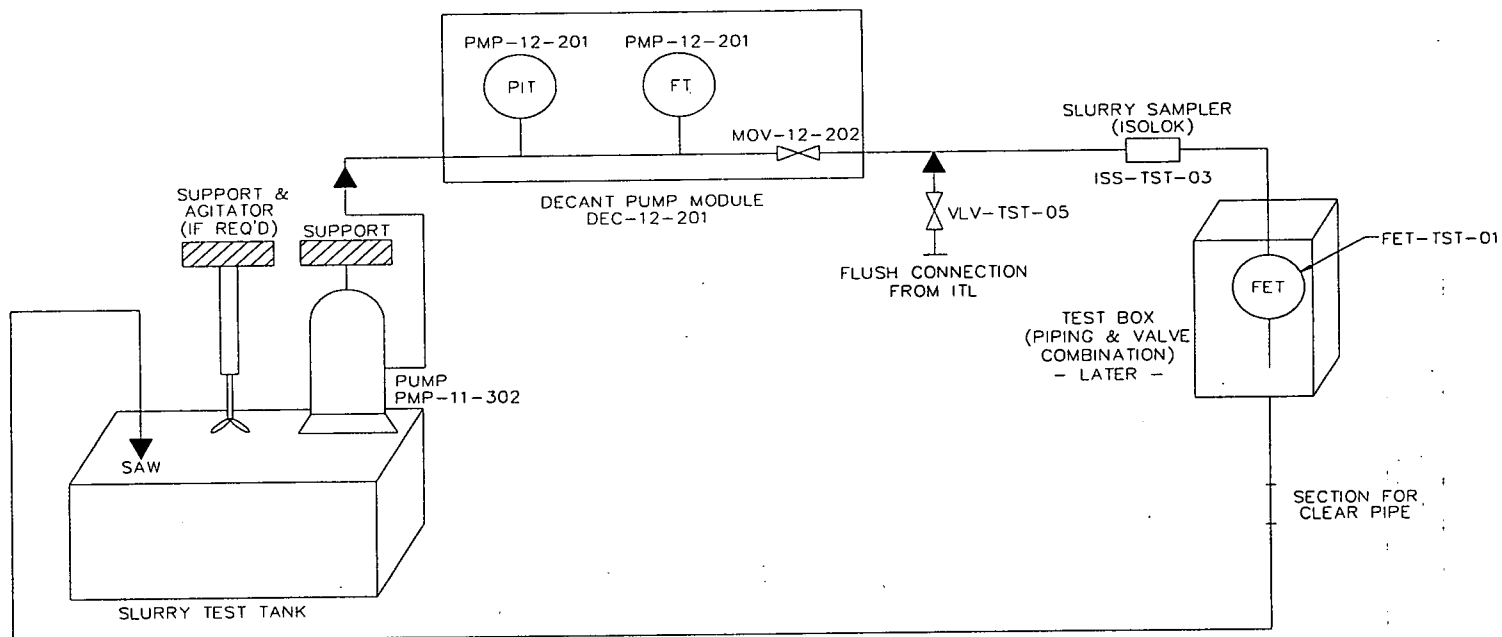 PMP-12-201
PMP-12-201
PIT
FT
MOV-12-202
SLURRY SAMPLER
(ISOLOK)
ISS-TST-03
DECANT PUMP MODULE
DEC-12-201
SUPPORT &
AGITATOR
(IF REQ'D)
SUPPORT
VLV-TST-05
FLUSH CONNECTION
FROM ITL
FET-TST-01
FET
TEST BOX
(PIPING & VALVE
COMBINATION)
- LATER -
PUMP
PMP-11-302
SAW
SECTION FOR
CLEAR PIPE
SLURRY TEST TANK